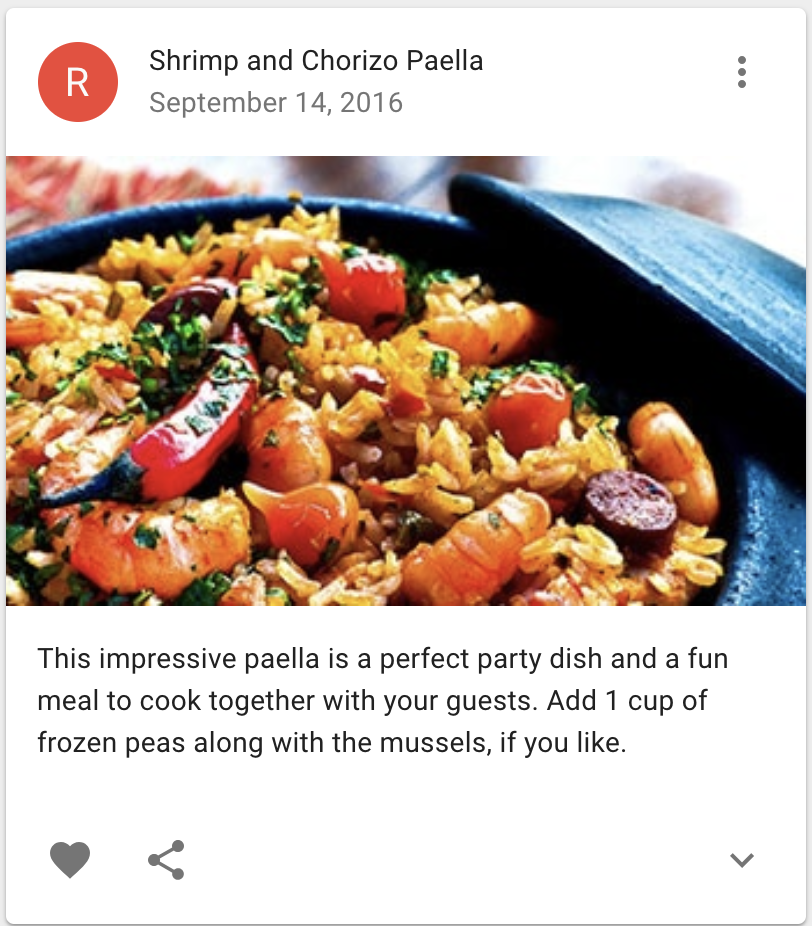 R
Shrimp and Chorizo Paella
September 14, 2016
This impressive paella is a perfect party dish and a fun
meal to cook together with your guests. Add 1 cup of
frozen peas along with the mussels, if you like.